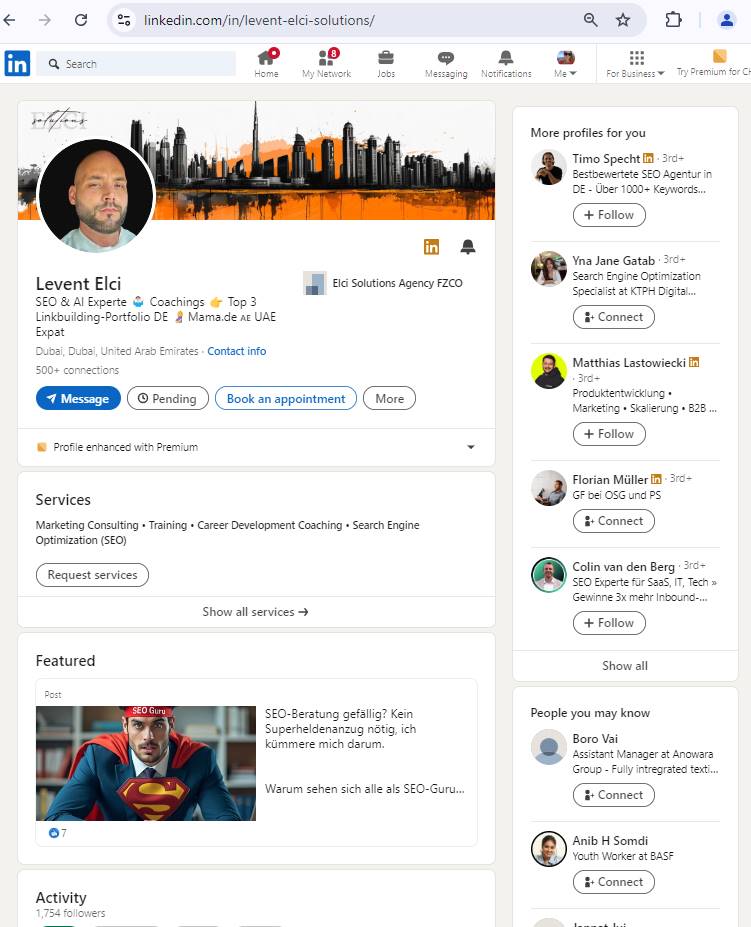 linkedin.com/in/levent-elci-solutions/
in
Search
8
Home
My Network
Jobs
Messaging
Notifications
Me
For Business
Try Premium for
ELCI
solutions
in
Levent Elci
Elci Solutions Agency FZCO
SEO & AI Experte 👶 Coachings 👉 Top 3
Linkbuilding-Portfolio DE 🤱 Mama.de ᴀᴇ UAE
Expat
Dubai, Dubai, United Arab Emirates · Contact info
500+ connections
Message
Pending
Book an appointment
More
Profile enhanced with Premium
Services
Marketing Consulting • Training • Career Development Coaching • Search Engine
Optimization (SEO)
Request services
Show all services →
Featured
Post
SEO Guru
SEO-Beratung gefällig? Kein
Superheldenanzug nötig, ich
kümmere mich darum.
Warum sehen sich alle als SEO-Guru...
7
Activity
1,754 followers
More profiles for you
Timo Specht in · 3rd+
Bestbewertete SEO Agentur in
DE - Über 1000+ Keywords...
+ Follow
Yna Jane Gatab · 3rd+
Search Engine Optimization
Specialist at KTPH Digital...
Connect
Matthias Lastowiecki in
· 3rd+
Produktentwicklung •
Marketing • Skalierung • B2B ...
+ Follow
Florian Müller in · 3rd+
GF bei OSG und PS
Connect
Colin van den Berg · 3rd+
SEO Experte für SaaS, IT, Tech »
Gewinne 3x mehr Inbound-...
+ Follow
Show all
People you may know
Boro Vai
Assistant Manager at Anowara
Group - Fully intregrated texti...
Connect
Anib H Somdi
Youth Worker at BASF
Connect